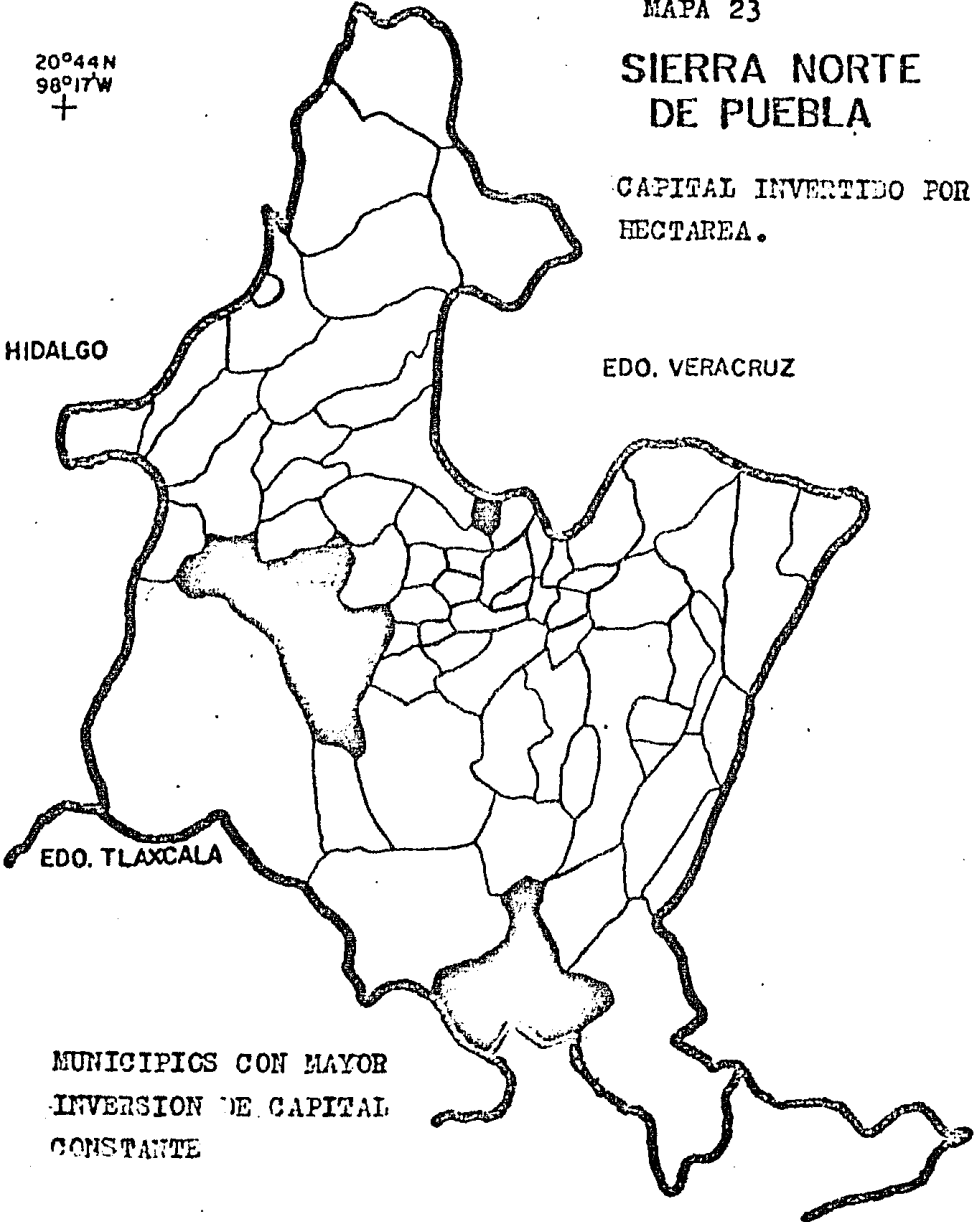 MAPA 23
20°44N
98°17'W
SIERRA NORTE
DE PUEBLA
CAPITAL INVERTIDO POR
HECTAREA.
HIDALGO
EDO. VERACRUZ
EDO. TLAXCALA
MUNICIPIOS CON MAYOR
INVERSION DE CAPITAL
CONSTANTE